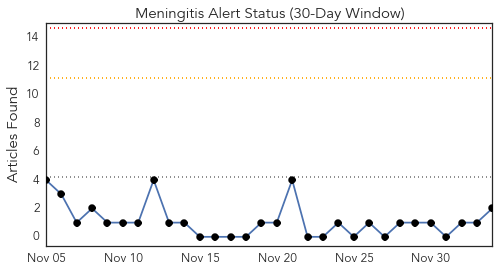 Meningitis Alert Status (30-Day Window)
Articles Found
14
12
10
8
6
4
2
0
Nov 05 Nov 10 Nov 15 Nov 20 Nov 25 Nov 30